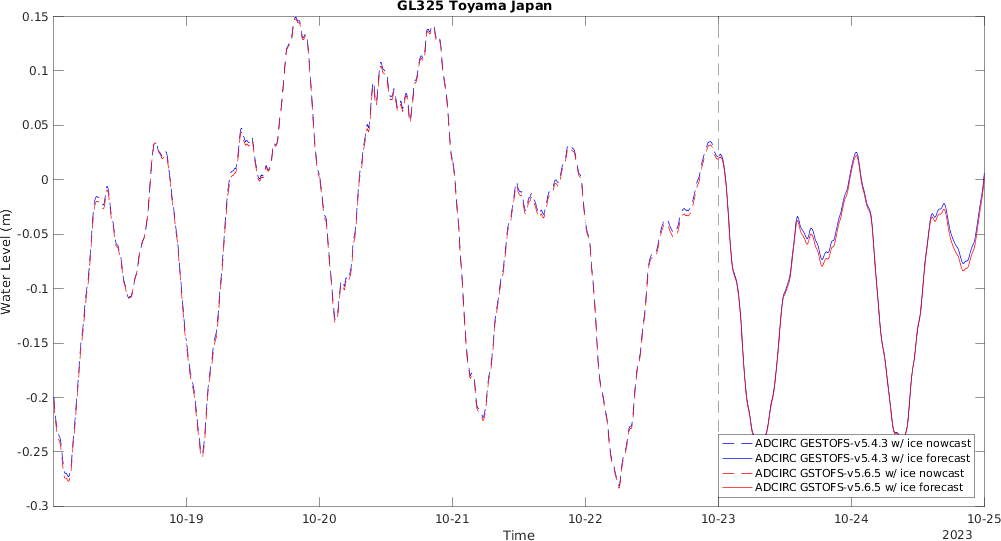 GL325 Toyama Japan
0.15
0.1
0.05
0
-0.05
-0.1
-0.15
-0.2
-0.25
-0.3
Water Level (m)
ADCIRC GESTOFS-v5.4.3 w/ ice nowcast
ADCIRC GESTOFS-v5.4.3 w/ ice forecast
ADCIRC GSTOFS-v5.6.5 w/ ice nowcast
ADCIRC GSTOFS-v5.6.5 w/ ice forecast
10-19 10-20 10-21 10-22 10-23 10-24 10-25
Time
2023